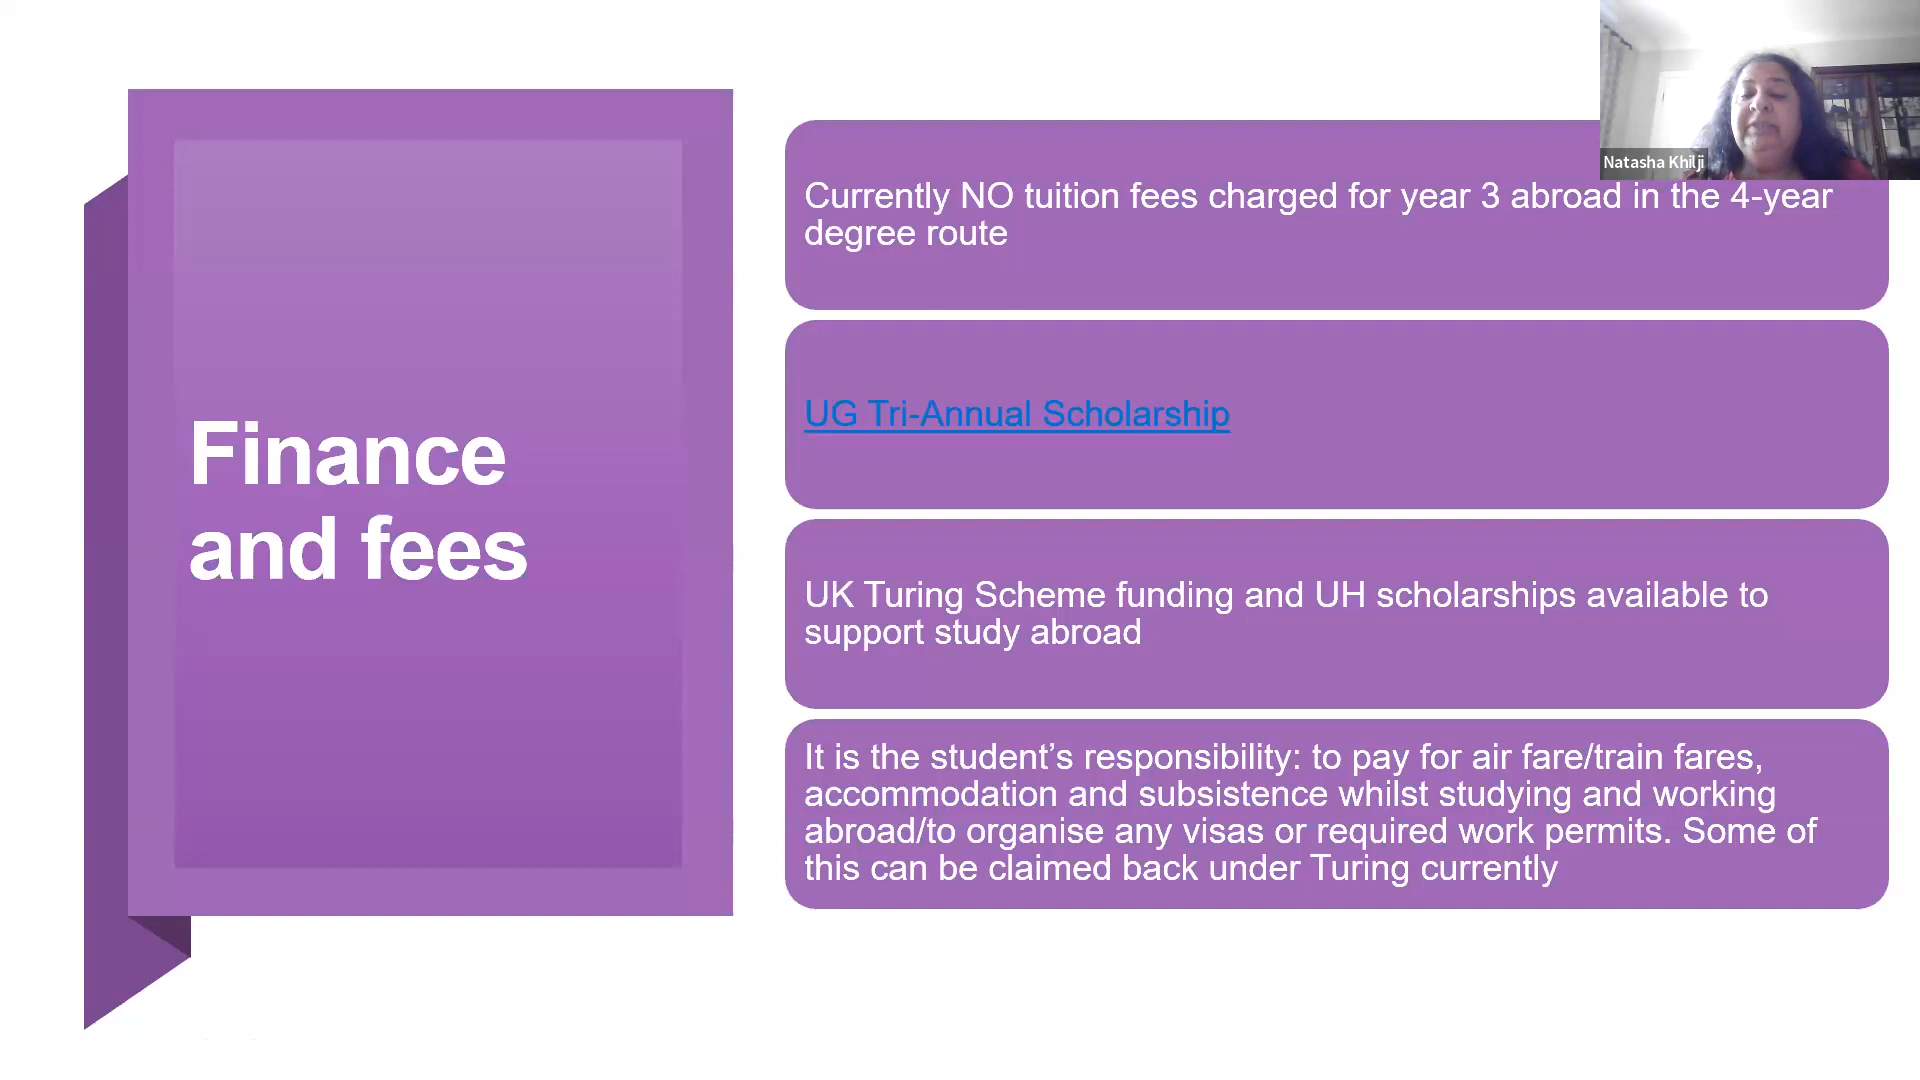 Natasha Khilji
Finance
and fees
Currently NO tuition fees charged for year 3 abroad in the 4-year
degree route
UG Tri-Annual Scholarship
UK Turing Scheme funding and UH scholarships available to
support study abroad
It is the student’s responsibility: to pay for air fare/train fares,
accommodation and subsistence whilst studying and working
abroad/to organise any visas or required work permits. Some of
this can be claimed back under Turing currently